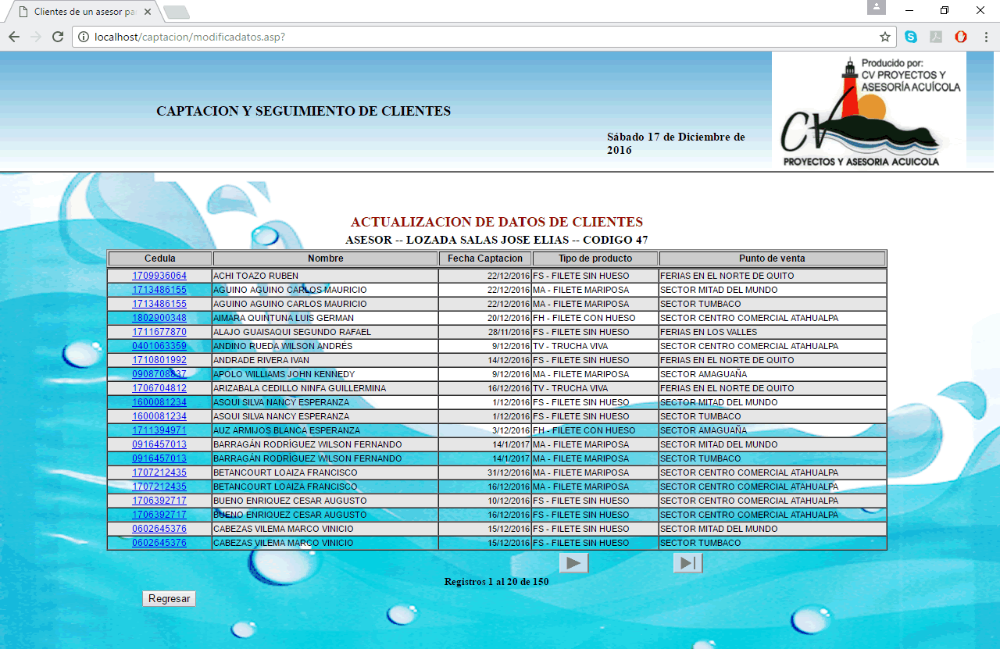 Clientes de un asesor pa
localhost/captacion/modificadatos.asp?
Producido por:
CV PROYECTOS Y
ASESORÍA ACUÍCOLA
CAPTACION Y SEGUIMIENTO DE CLIENTES
Sábado 17 de Diciembre de
2016
CV
PROYECTOS Y ASESORIA ACUICOLA
ACTUALIZACION DE DATOS DE CLIENTES
ASESOR -- LOZADA SALAS JOSE ELIAS -- CODIGO 47
Cedula Nombre Fecha Captacion Tipo de producto Punto de venta
1709936064 ACHI TOAZO RUBEN 22/12/2016 FS - FILETE SIN HUESO FERIAS EN EL NORTE DE QUITO
1713486155 AGUINO AGUINO CARLOS MAURICIO 22/12/2016 MA - FILETE MARIPOSA SECTOR MITAD DEL MUNDO
1713486155 AGUINO AGUINO CARLOS MAURICIO 22/12/2016 MA - FILETE MARIPOSA SECTOR TUMBACO
1802900348 AIMARA QUINTUNA LUIS GERMAN 20/12/2016 FH - FILETE CON HUESO SECTOR CENTRO COMERCIAL ATAHUALPA
1711677870 ALAJO GUAISAQUI SEGUNDO RAFAEL 28/11/2016 FS - FILETE SIN HUESO FERIAS EN LOS VALLES
0401063359 ANDINO RUEDA WILSON ANDRÉS 9/12/2016 TV - TRUCHA VIVA SECTOR CENTRO COMERCIAL ATAHUALPA
1710801992 ANDRADE RIVERA IVAN 14/12/2016 FS - FILETE SIN HUESO FERIAS EN EL NORTE DE QUITO
0908708837 APOLO WILLIAMS JOHN KENNEDY 9/12/2016 MA - FILETE MARIPOSA SECTOR AMAGUAÑA
1706704812 ARIZABALA CEDILLO NINFA GUILLERMINA 16/12/2016 TV - TRUCHA VIVA FERIAS EN EL NORTE DE QUITO
1600081234 ASQUI SILVA NANCY ESPERANZA 1/12/2016 FS - FILETE SIN HUESO SECTOR MITAD DEL MUNDO
1600081234 ASQUI SILVA NANCY ESPERANZA 1/12/2016 FS - FILETE SIN HUESO SECTOR TUMBACO
1711394971 AUZ ARMIJOS BLANCA ESPERANZA 3/12/2016 FH - FILETE CON HUESO SECTOR AMAGUAÑA
0916457013 BARRAGÁN RODRÍGUEZ WILSON FERNANDO 14/1/2017 MA - FILETE MARIPOSA SECTOR MITAD DEL MUNDO
0916457013 BARRAGÁN RODRÍGUEZ WILSON FERNANDO 14/1/2017 MA - FILETE MARIPOSA SECTOR TUMBACO
1707212435 BETANCOURT LOAIZA FRANCISCO 31/12/2016 MA - FILETE MARIPOSA SECTOR CENTRO COMERCIAL ATAHUALPA
1707212435 BETANCOURT LOAIZA FRANCISCO 16/12/2016 MA - FILETE MARIPOSA SECTOR CENTRO COMERCIAL ATAHUALPA
1706392717 BUENO ENRIQUEZ CESAR AUGUSTO 10/12/2016 FS - FILETE SIN HUESO SECTOR CENTRO COMERCIAL ATAHUALPA
1706392717 BUENO ENRIQUEZ CESAR AUGUSTO 16/12/2016 FS - FILETE SIN HUESO SECTOR CENTRO COMERCIAL ATAHUALPA
0602645376 CABEZAS VILEMA MARCO VINICIO 15/12/2016 FS - FILETE SIN HUESO SECTOR MITAD DEL MUNDO
0602645376 CABEZAS VILEMA MARCO VINICIO 15/12/2016 FS - FILETE SIN HUESO SECTOR TUMBACO
Registros 1 al 20 de 150
Regresar